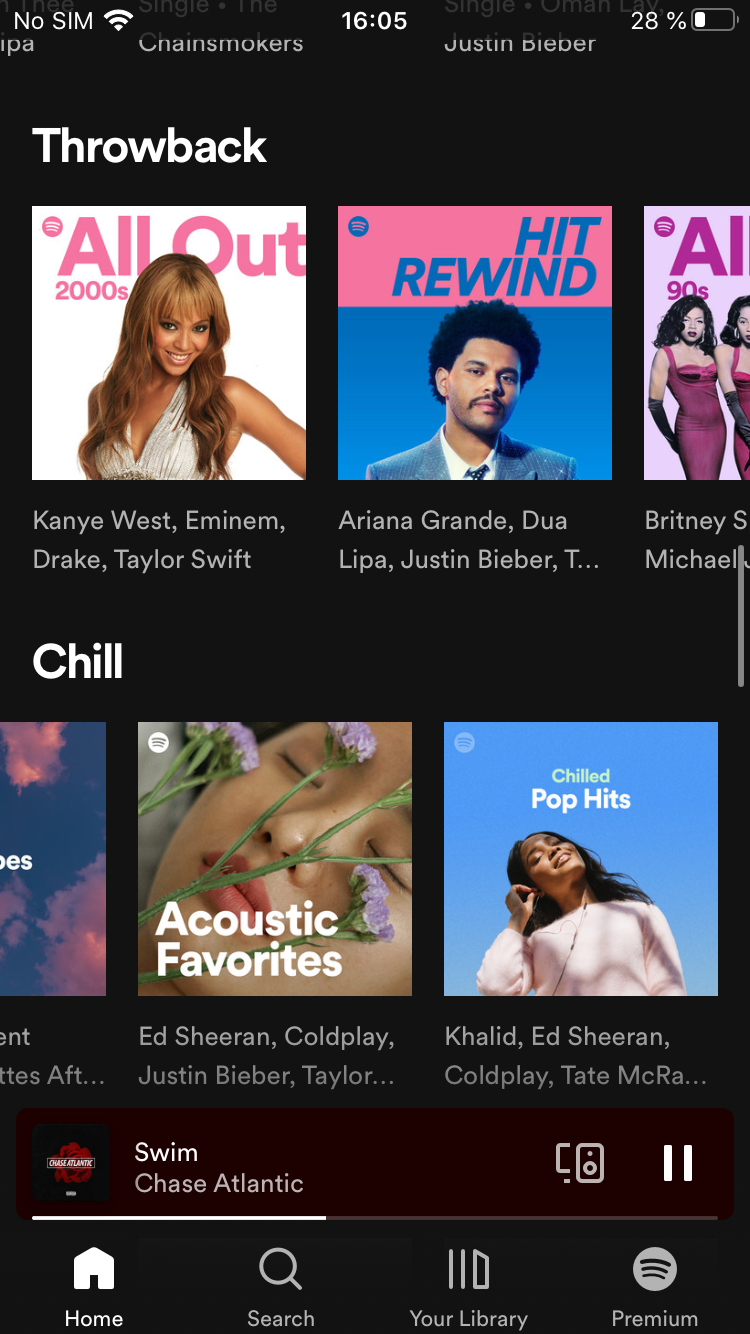 No SIM
16:05
28 %
Single • The
Single • Oman Lay,
ipa
Chainsmokers
Justin Bieber
Throwback
All Out
2000s
HIT
REWIND
Al
90s
Kanye West, Eminem,
Drake, Taylor Swift
Ariana Grande, Dua
Lipa, Justin Bieber, T...
Britney S
Michael J
Chill
bes
Acoustic
Favorites
Chilled
Pop Hits
ent
ttes Aft...
Ed Sheeran, Coldplay,
Justin Bieber, Taylor...
Khalid, Ed Sheeran,
Coldplay, Tate McRa...
CHASE ATLANTIC
Swim
Chase Atlantic
Home
Search
Your Library
Premium